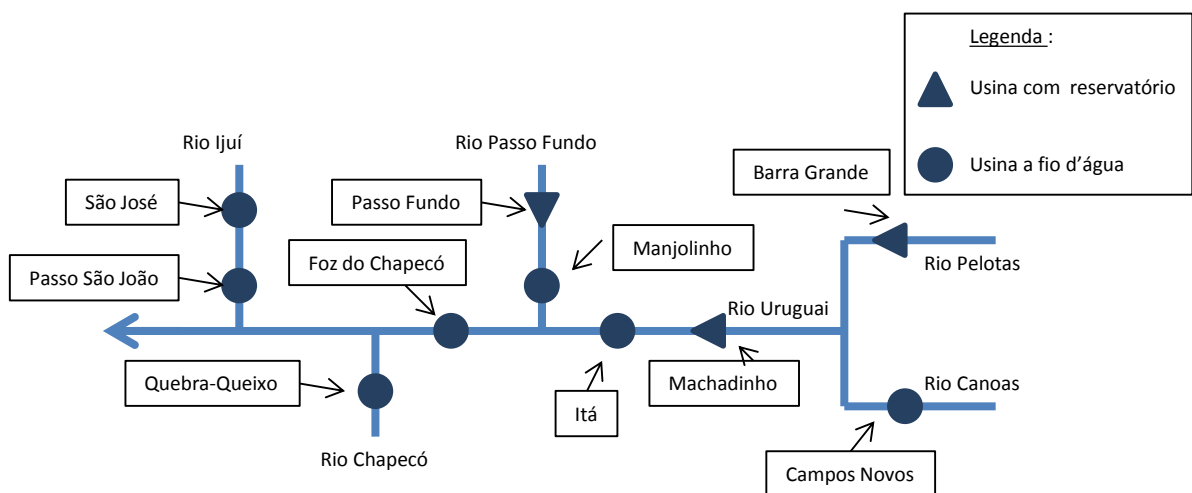 Legenda :
Usina com reservatório
Usina a fio d'água
Rio Ijuí
Rio Passo Fundo
Barra Grande
São José
Passo Fundo
Manjolinho
Foz do Chapecó
Passo São João
Rio Pelotas
Rio Uruguai
Quebra-Queixo
Machadinho
Rio Canoas
Itá
Rio Chapecó
Campos Novos